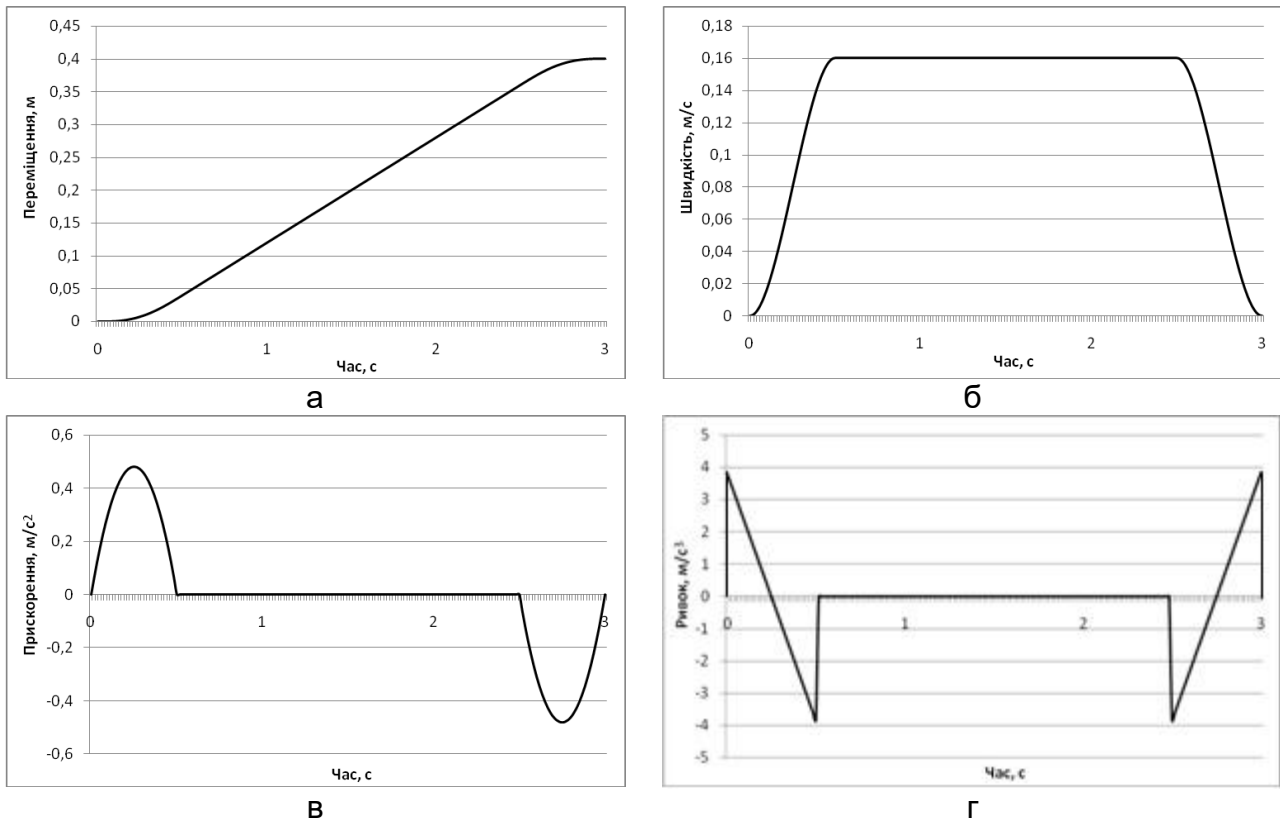 0,45
0,4
0,35
0,3
0,25
0,2
0,15
0,1
0,05
0
Переміщення, м
0 1 2 3
Час, с
а
0,18
0,16
0,14
0,12
0,1
0,08
0,06
0,04
0,02
0
Швидкість, м/с
0 1 2 3
Час, с
б
0,6
0,4
0,2
0
-0,2
-0,4
-0,6
Прискорення, м/с²
0 1 2 3
Час, с
в
5
4
3
2
1
0
-1
-2
-3
-4
-5
Ривок, м/с³
0 1 2 3
Час, с
г